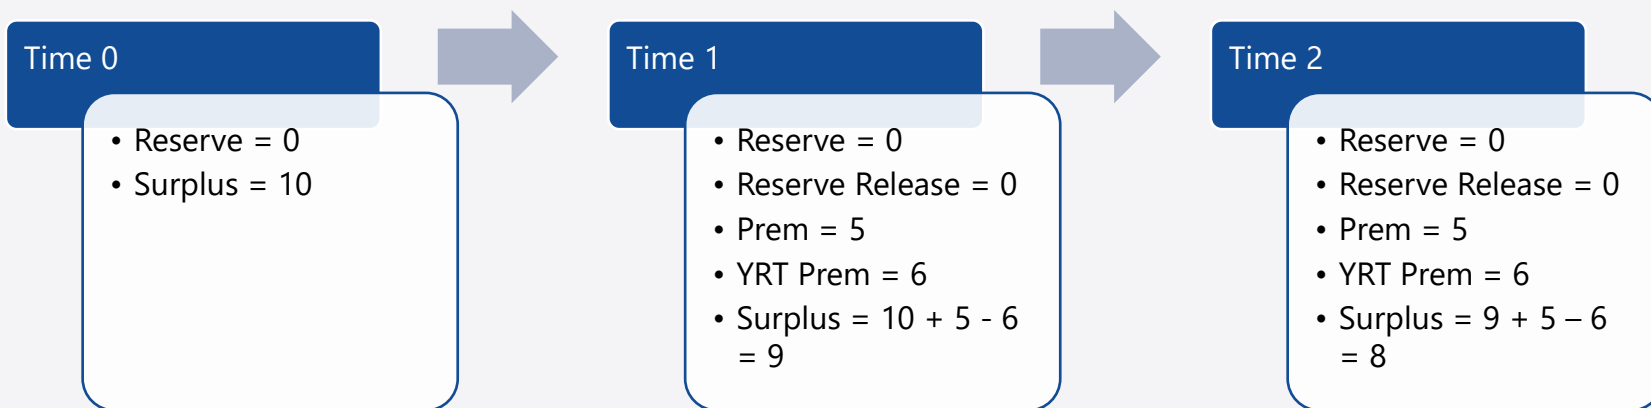 Time 0
• Reserve = 0
• Surplus = 10
Time 1
• Reserve = 0
• Reserve Release = 0
• Prem = 5
• YRT Prem = 6
• Surplus = 10 + 5 - 6
= 9
Time 2
• Reserve = 0
• Reserve Release = 0
• Prem = 5
• YRT Prem = 6
• Surplus = 9 + 5 – 6
= 8